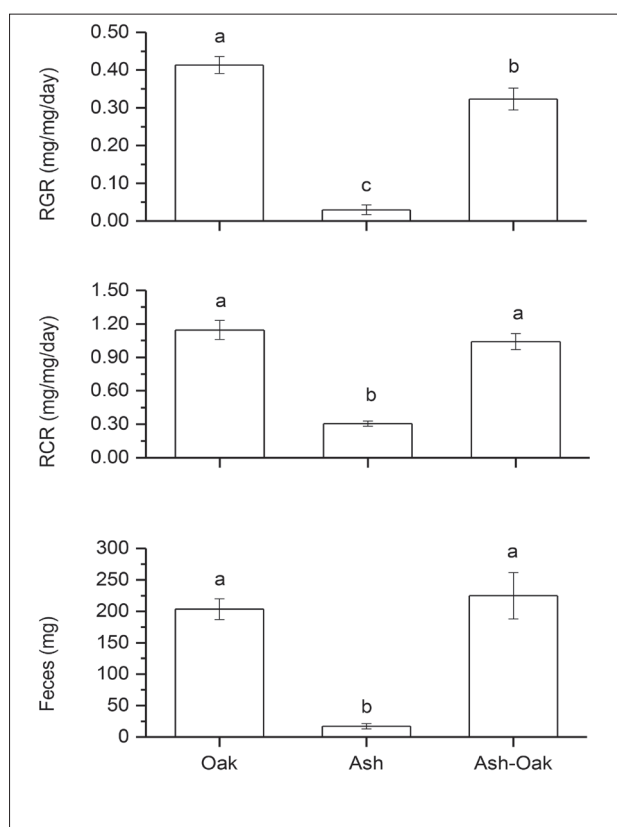 RGR (mg/mg/day)
0.50
0.40
0.30
0.20
0.10
0.00
a
c
b
RCR (mg/mg/day)
1.50
1.20
0.90
0.60
0.30
0.00
a
b
a
Feces (mg)
300
250
200
150
100
50
0
a
b
a
Oak
Ash
Ash-Oak